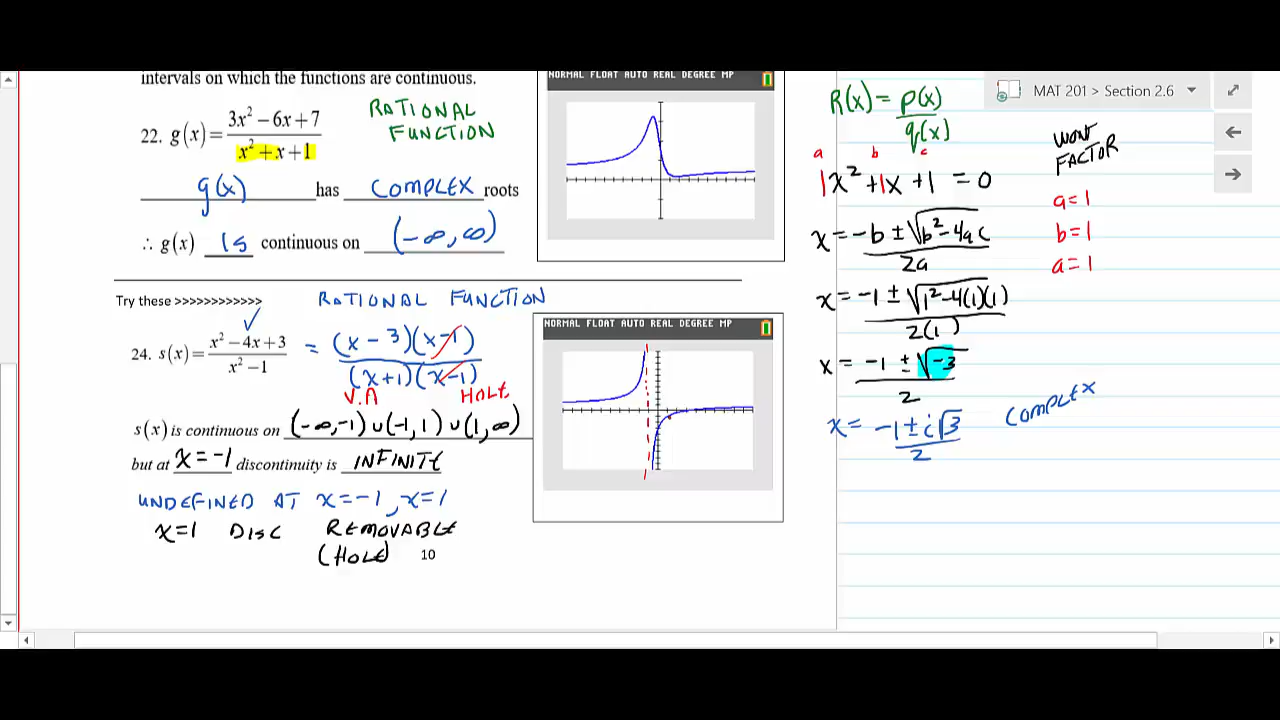 intervals on which the functions are continuous.
22. g(x) = 3x² − 6x + 7 / x² + x + 1
RATIONAL
FUNCTION
g(x) has COMPLEX roots
∴ g(x) IS continuous on (-∞, ∞)
NORMAL FLOAT AUTO REAL DEGREE MP
Try these >>>>>>>>>>>>
RATIONAL FUNCTION
24. s(x) = x² − 4x + 3 / x² − 1 = (x − 3)(x − 1) / (x + 1)(x − 1)
V.A HOLE
s(x) is continuous on (-∞, -1) ∪ (-1, 1) ∪ (1, ∞)
but at x = -1 discontinuity is INFINITE
UNDEFINED AT x = -1, x = 1
x = 1 DISC REMOVABLE
(HOLE) 10
NORMAL FLOAT AUTO REAL DEGREE MP
MAT 201 > Section 2.6
R(x) = p(x) / q(x)
WONT
FACTOR
a b c
1x² + 1x + 1 = 0
a = 1
b = 1
a = 1
x = -b ± √b² − 4ac / 2a
x = -1 ± √1² − 4(1)(1) / 2(1)
x = -1 ± √-3 / 2
x = -1 ± i√3 / 2
COMPLEX